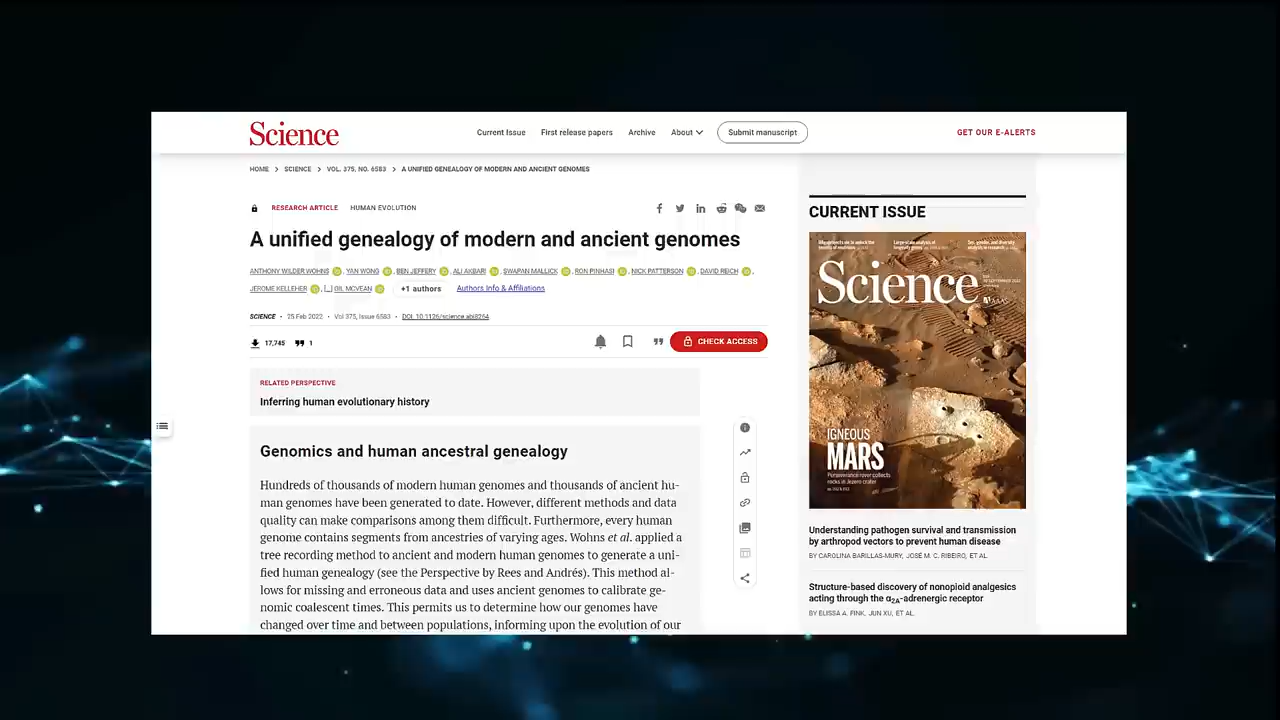 Science
Current Issue First release papers Archive About Submit manuscript
GET OUR E-ALERTS
HOME > SCIENCE > VOL. 375, NO. 6583 > A UNIFIED GENEALOGY OF MODERN AND ANCIENT GENOMES
RESEARCH ARTICLE HUMAN EVOLUTION
A unified genealogy of modern and ancient genomes
ANTHONY WILDER WOHNS, YAN WONG, BEN JEFFERY, ALI AKBARI, SWAPAN MALLICK, RON PINHASI, NICK PATTERSON, DAVID REICH,
JEROME KELLEHER, [...] GIL MCVEAN +1 authors Authors Info & Affiliations
SCIENCE • 25 Feb 2022 • Vol 375, Issue 6583 • DOI: 10.1126/science.abi8264
17,745 1
CHECK ACCESS
RELATED PERSPECTIVE
Inferring human evolutionary history
Genomics and human ancestral genealogy
Hundreds of thousands of modern human genomes and thousands of ancient hu-
man genomes have been generated to date. However, different methods and data
quality can make comparisons among them difficult. Furthermore, every human
genome contains segments from ancestries of varying ages. Wohns et al. applied a
tree recording method to ancient and modern human genomes to generate a uni-
fied human genealogy (see the Perspective by Rees and Andrés). This method al-
lows for missing and erroneous data and uses ancient genomes to calibrate ge-
nomic coalescent times. This permits us to determine how our genomes have
changed over time and between populations, informing upon the evolution of our
CURRENT ISSUE
Science
AAAS
IGNEOUS
MARS
Perseverance rover collects
rocks in Jezero crater
Understanding pathogen survival and transmission
by arthropod vectors to prevent human disease
BY CAROLINA BARILLAS-MURY, JOSÉ M. C. RIBEIRO, ET AL.
Structure-based discovery of nonopioid analgesics
acting through the α2A-adrenergic receptor
BY ELISSA A. FINK, JUN XU, ET AL.